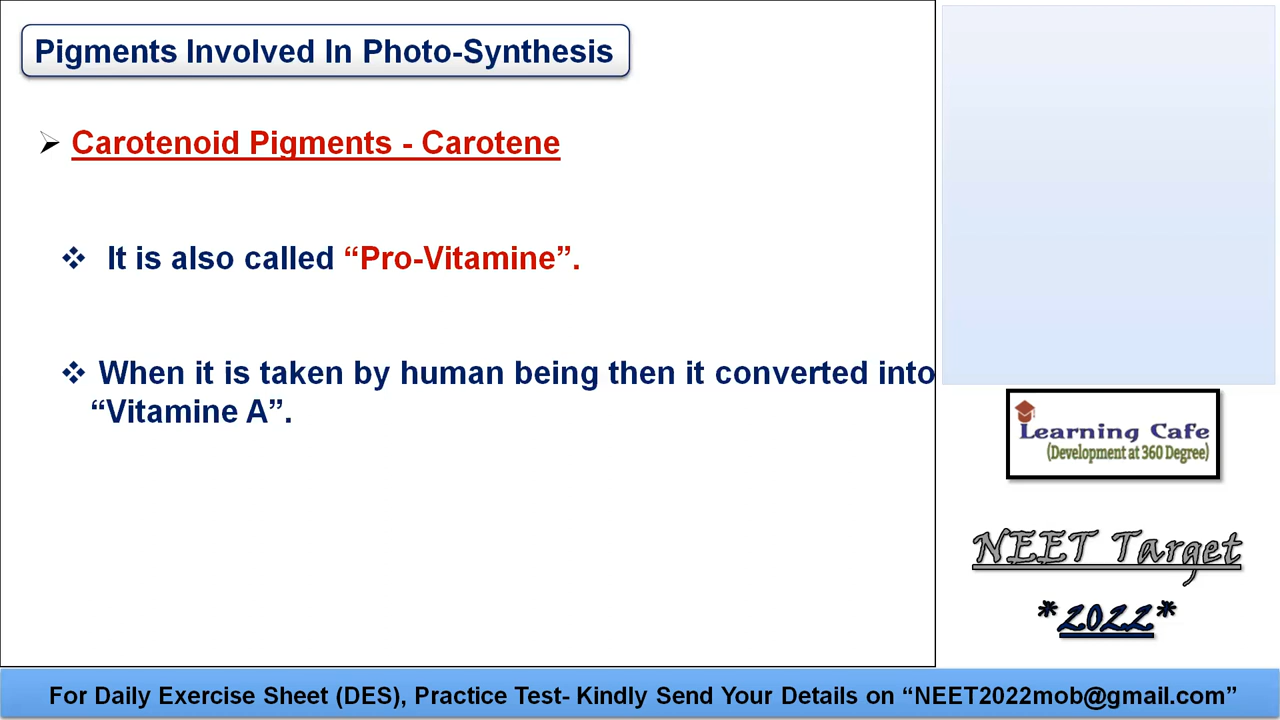 Pigments Involved In Photo-Synthesis
Carotenoid Pigments - Carotene
It is also called “Pro-Vitamine”.
When it is taken by human being then it converted into
“Vitamine A”.
Learning Cafe
(Development at 360 Degree)
NEET Target
*2022*
For Daily Exercise Sheet (DES), Practice Test- Kindly Send Your Details on “NEET2022mob@gmail.com”